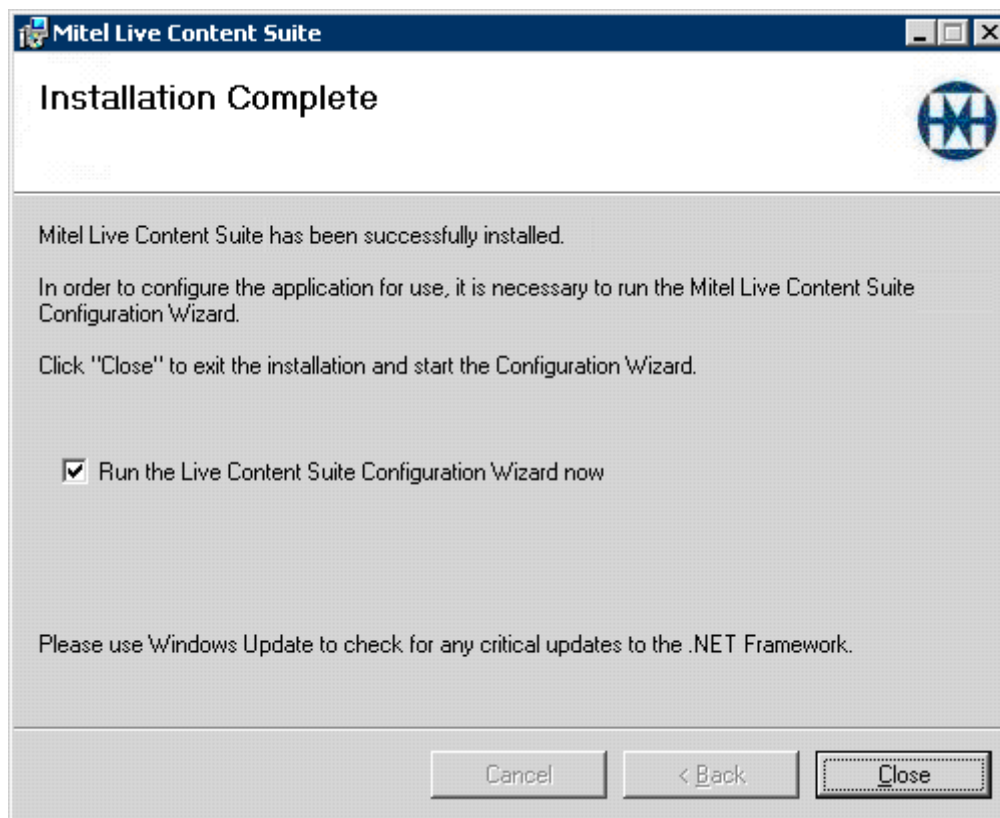 Mitel Live Content Suite
Installation Complete
Mitel Live Content Suite has been successfully installed.
In order to configure the application for use, it is necessary to run the Mitel Live Content Suite
Configuration Wizard.
Click "Close" to exit the installation and start the Configuration Wizard.
Run the Live Content Suite Configuration Wizard now
Please use Windows Update to check for any critical updates to the .NET Framework.
Cancel < Back Close